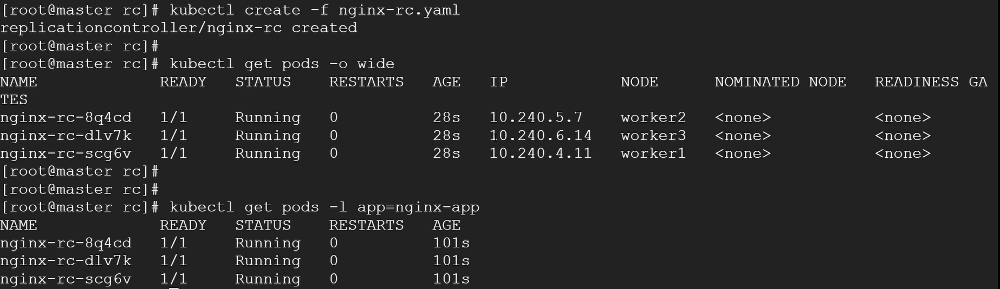 [root@master rc]# kubectl create -f nginx-rc.yaml
replicationcontroller/nginx-rc created
[root@master rc]#
[root@master rc]# kubectl get pods -o wide
NAME             READY   STATUS    RESTARTS   AGE   IP            NODE      NOMINATED NODE   READINESS GA
TES
nginx-rc-8q4cd   1/1     Running   0          28s   10.240.5.7    worker2   <none>           <none>
nginx-rc-dlv7k   1/1     Running   0          28s   10.240.6.14   worker3   <none>           <none>
nginx-rc-scg6v   1/1     Running   0          28s   10.240.4.11   worker1   <none>           <none>
[root@master rc]#
[root@master rc]#
[root@master rc]# kubectl get pods -l app=nginx-app
NAME             READY   STATUS    RESTARTS   AGE
nginx-rc-8q4cd   1/1     Running   0          101s
nginx-rc-dlv7k   1/1     Running   0          101s
nginx-rc-scg6v   1/1     Running   0          101s